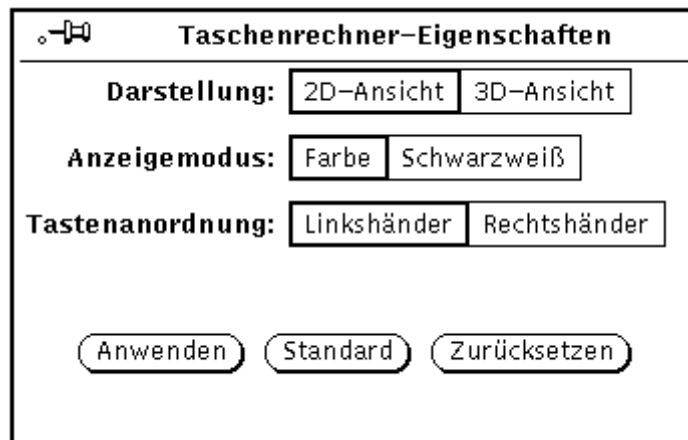 Taschenrechner–Eigenschaften
Darstellung: 2D–Ansicht 3D–Ansicht
Anzeigemodus: Farbe Schwarzweiß
Tastenanordnung: Linkshänder Rechtshänder
Anwenden Standard Zurücksetzen